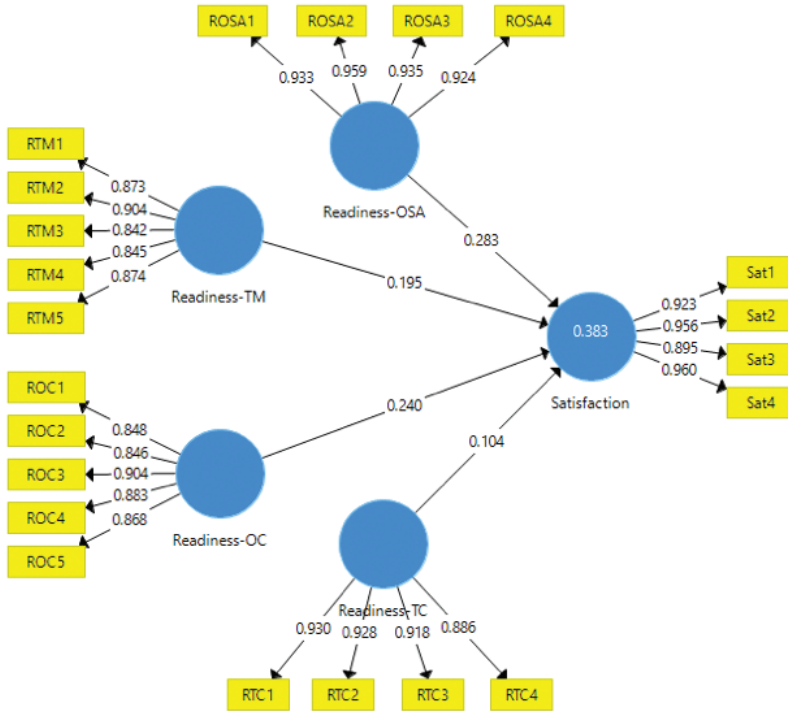 ROSA1
ROSA2
ROSA3
ROSA4
0.933
0.959
0.935
0.924
Readiness-OSA
RTM1
RTM2
RTM3
RTM4
RTM5
0.873
0.904
0.842
0.845
0.874
Readiness-TM
0.283
0.195
0.383
Satisfaction
0.923
0.956
0.895
0.960
Sat1
Sat2
Sat3
Sat4
ROC1
ROC2
ROC3
ROC4
ROC5
0.848
0.846
0.904
0.883
0.868
Readiness-OC
0.240
0.104
Readiness-TC
0.930
0.928
0.918
0.886
RTC1
RTC2
RTC3
RTC4